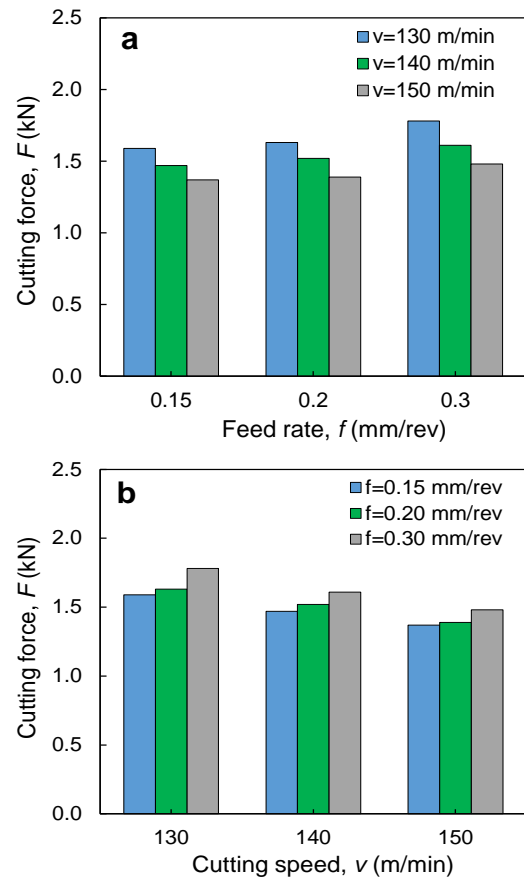 a
v=130 m/min
v=140 m/min
v=150 m/min
Cutting force, F (kN)
2.5
2.0
1.5
1.0
0.5
0.0
0.15 0.2 0.3
Feed rate, f (mm/rev)
b
f=0.15 mm/rev
f=0.20 mm/rev
f=0.30 mm/rev
Cutting force, F (kN)
2.5
2.0
1.5
1.0
0.5
0.0
130 140 150
Cutting speed, v (m/min)